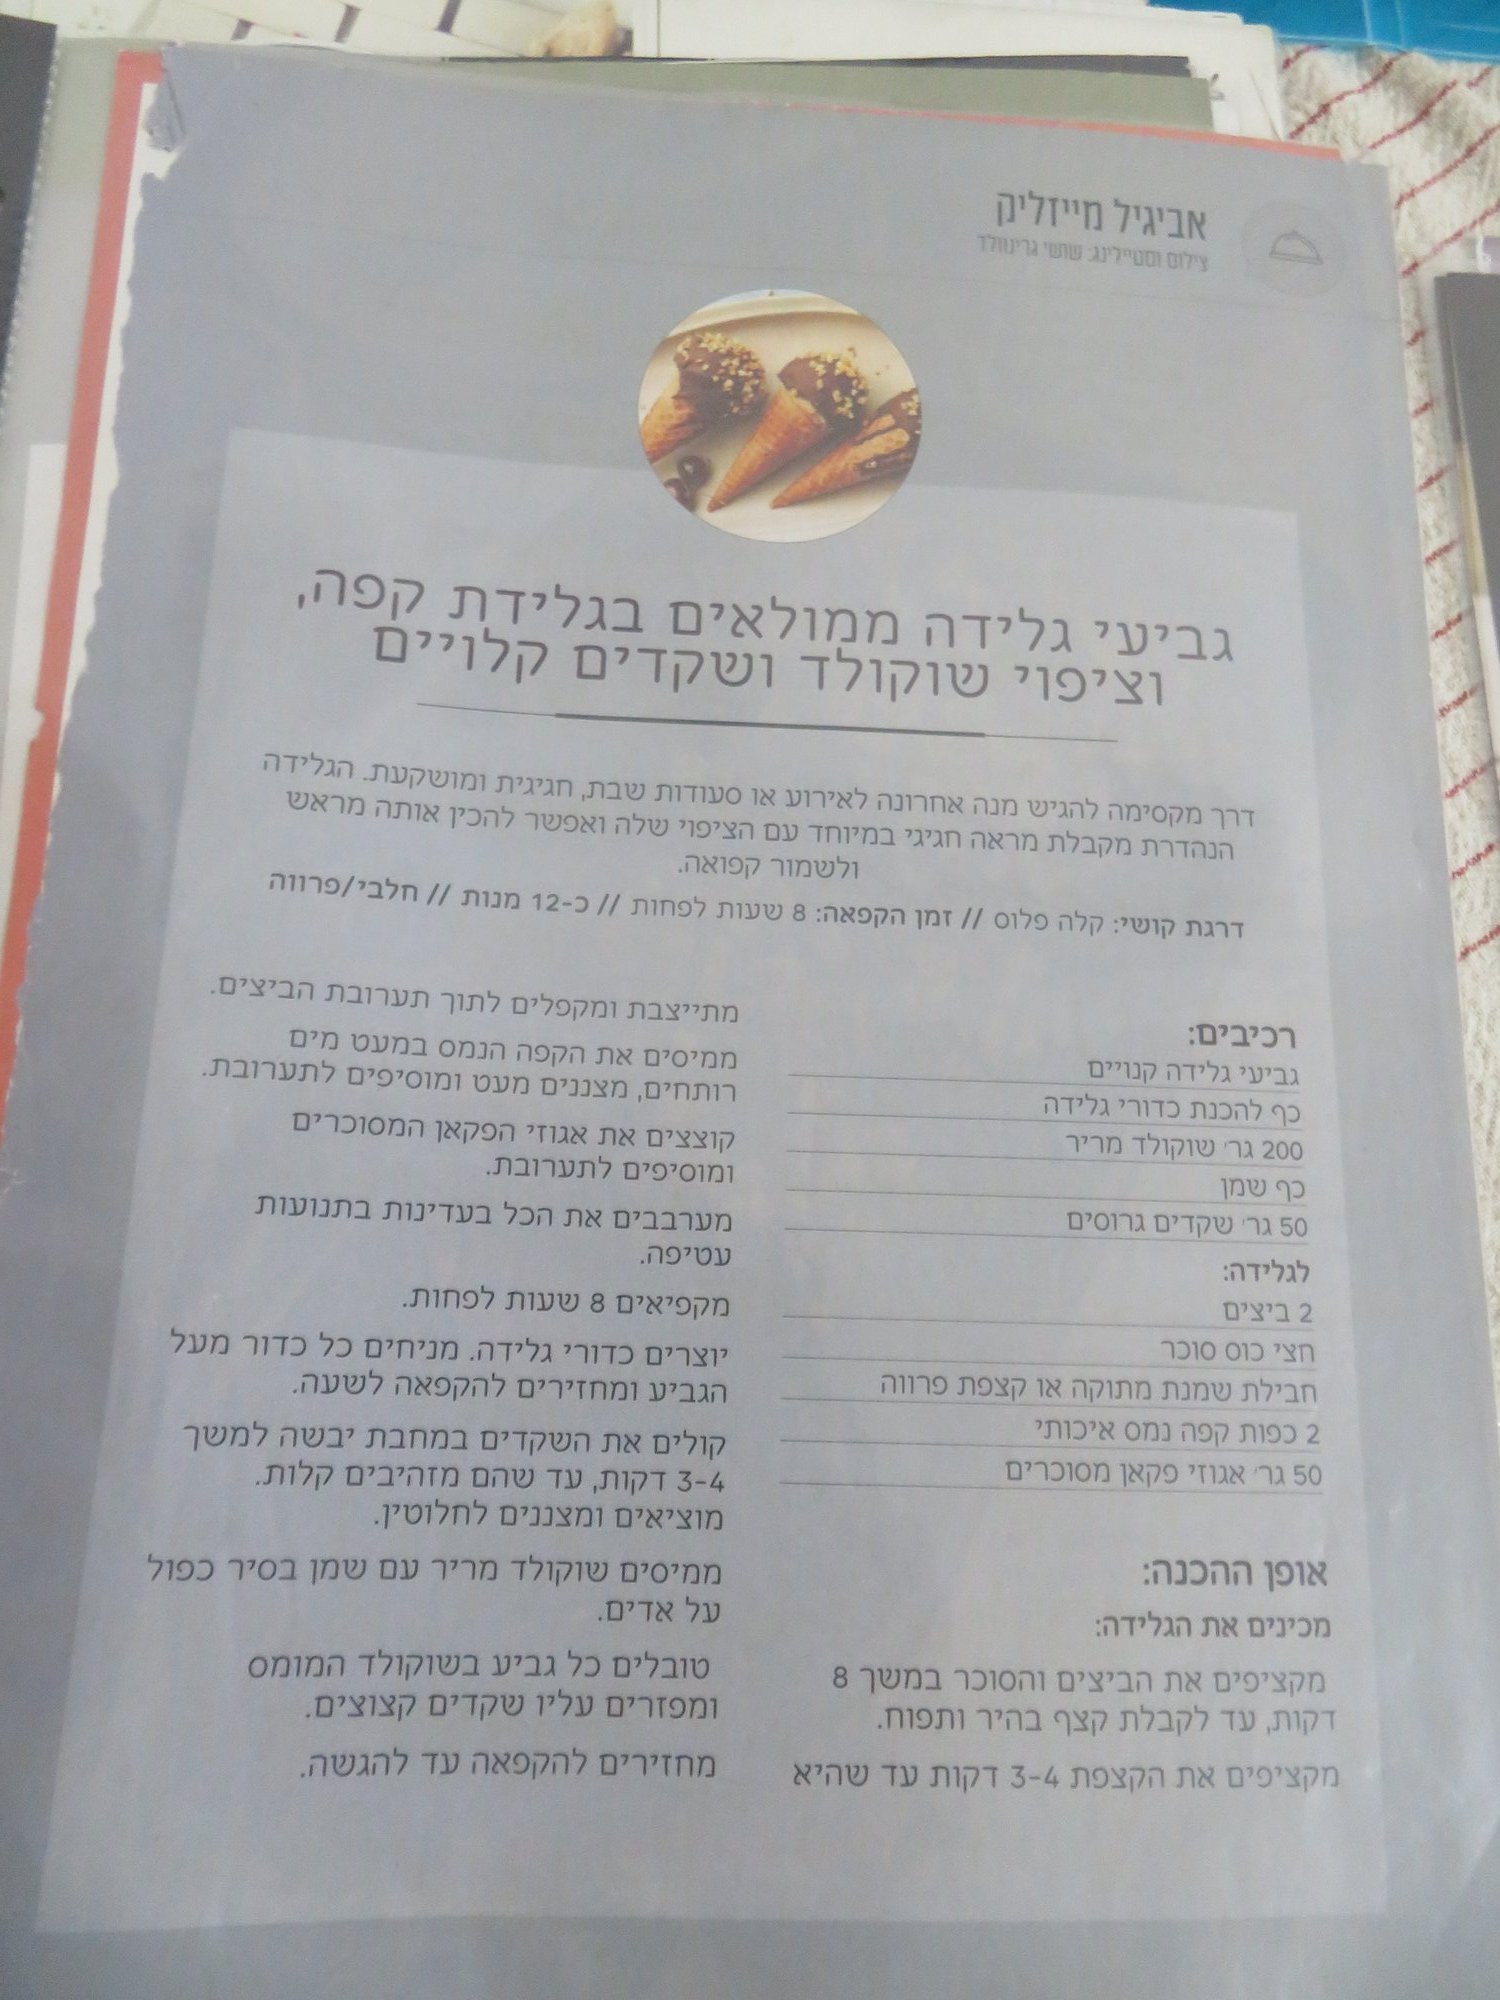 אביגיל מייזליק
צילום וסטיילינג: שושי גרינוולד
גביעי גלידה ממולאים בגלידת קפה,
וציפוי שוקולד ושקדים קלויים
דרך מקסימה להגיש מנה אחרונה לאירוע או סעודות שבת, חגיגית ומושקעת. הגלידה
הנהדרת מקבלת מראה חגיגי במיוחד עם הציפוי שלה ואפשר להכין אותה מראש
ולשמור קפואה.
דרגת קושי: קלה פלוס // זמן הקפאה: 8 שעות לפחות // כ-12 מנות // חלבי/פרווה
רכיבים:
גביעי גלידה קנויים
כף להכנת כדורי גלידה
200 גר׳ שוקולד מריר
כף שמן
50 גר׳ שקדים גרוסים
לגלידה:
2 ביצים
חצי כוס סוכר
חבילת שמנת מתוקה או קצפת פרווה
2 כפות קפה נמס איכותי
50 גר׳ אגוזי פקאן מסוכרים
אופן ההכנה:
מכינים את הגלידה:
מקציפים את הביצים והסוכר במשך 8
דקות, עד לקבלת קצף בהיר ותפוח.
מקציפים את הקצפת 3-4 דקות עד שהיא
מתייצבת ומקפלים לתוך תערובת הביצים.
ממיסים את הקפה הנמס במעט מים
רותחים, מצננים מעט ומוסיפים לתערובת.
קוצצים את אגוזי הפקאן המסוכרים
ומוסיפים לתערובת.
מערבבים את הכל בעדינות בתנועות
עטיפה.
מקפיאים 8 שעות לפחות.
יוצרים כדורי גלידה. מניחים כל כדור מעל
הגביע ומחזירים להקפאה לשעה.
קולים את השקדים במחבת יבשה למשך
3-4 דקות, עד שהם מזהיבים קלות.
מוציאים ומצננים לחלוטין.
ממיסים שוקולד מריר עם שמן בסיר כפול
על אדים.
טובלים כל גביע בשוקולד המומס
ומפזרים עליו שקדים קצוצים.
מחזירים להקפאה עד להגשה.